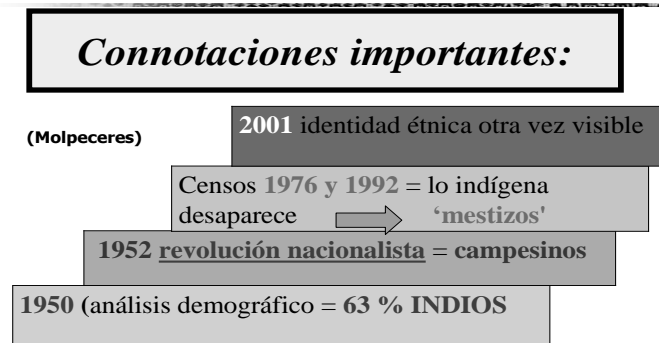 Connotaciones importantes:
(Molpeceres)
2001 identidad étnica otra vez visible
Censos 1976 y 1992 = lo indígena
desaparece ‘mestizos'
1952 revolución nacionalista = campesinos
1950 (análisis demográfico = 63 % INDIOS